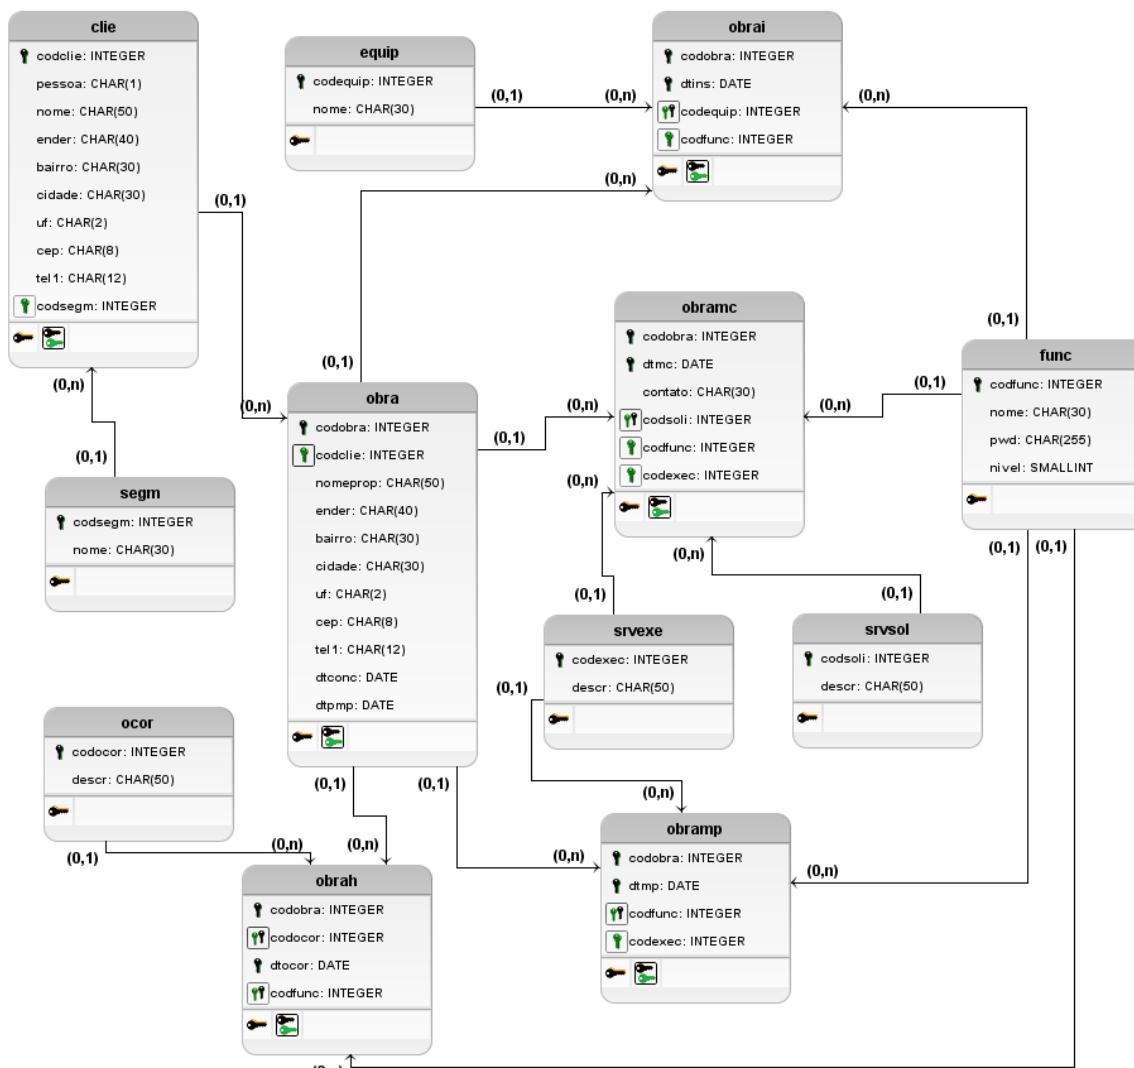 clie
codclie: INTEGER
pessoa: CHAR(1)
nome: CHAR(50)
ender: CHAR(40)
bairro: CHAR(30)
cidade: CHAR(30)
uf: CHAR(2)
cep: CHAR(8)
tel1: CHAR(12)
codsegm: INTEGER
equip
codequip: INTEGER
nome: CHAR(30)
obrai
codobra: INTEGER
dtins: DATE
codequip: INTEGER
codfunc: INTEGER
(0,1)
(0,n)
(0,n)
(0,1)
(0,n)
(0,1)
(0,n)
(0,1)
(0,n)
(0,1)
segm
codsegm: INTEGER
nome: CHAR(30)
obra
codobra: INTEGER
codclie: INTEGER
nomeprop: CHAR(50)
ender: CHAR(40)
bairro: CHAR(30)
cidade: CHAR(30)
uf: CHAR(2)
cep: CHAR(8)
tel1: CHAR(12)
dtconc: DATE
dtpmp: DATE
obramc
codobra: INTEGER
dtmc: DATE
contato: CHAR(30)
codsoli: INTEGER
codfunc: INTEGER
codexec: INTEGER
(0,n)
(0,1)
(0,1)
(0,n)
func
codfunc: INTEGER
nome: CHAR(30)
pwd: CHAR(255)
nivel: SMALLINT
(0,n)
(0,1)
(0,n)
(0,1)
(0,1)
(0,1)
srvexe
codexec: INTEGER
descr: CHAR(50)
srvsol
codsoli: INTEGER
descr: CHAR(50)
(0,1)
(0,n)
ocor
codocor: INTEGER
descr: CHAR(50)
(0,1)
(0,n)
(0,1)
(0,n)
(0,1)
(0,n)
(0,n)
obrah
codobra: INTEGER
codocor: INTEGER
dtocor: DATE
codfunc: INTEGER
obramp
codobra: INTEGER
dtmp: DATE
codfunc: INTEGER
codexec: INTEGER